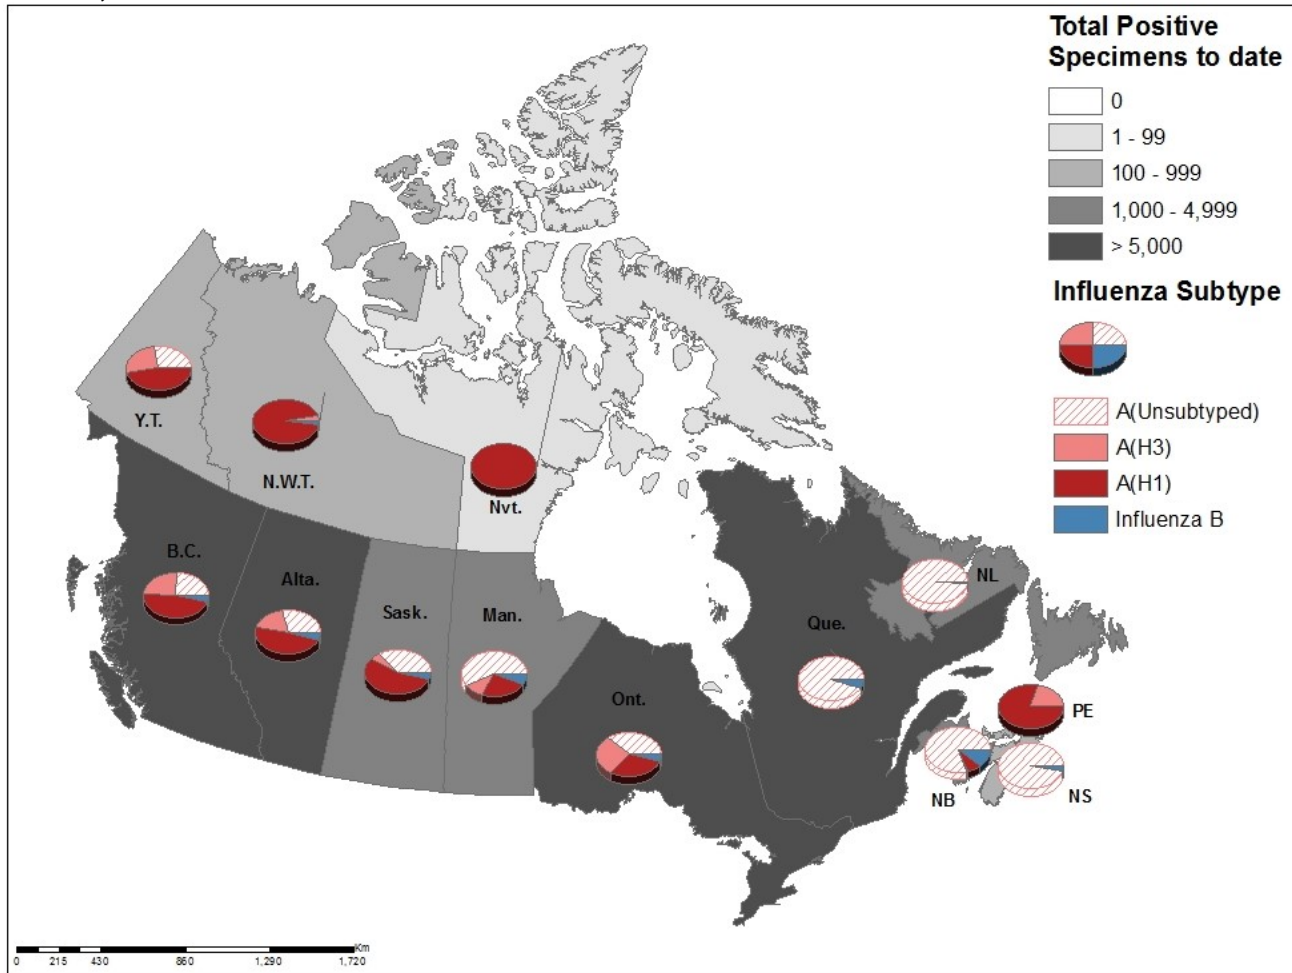 Total Positive
Specimens to date
0
1 - 99
100 - 999
1,000 - 4,999
> 5,000
Influenza Subtype
A(Unsubtyped)
A(H3)
A(H1)
Influenza B
Y.T.
N.W.T.
Nvt.
B.C.
Alta.
Sask.
Man.
Ont.
Que.
NL
PE
NB
NS
Km
0 215 430 860 1,290 1,720